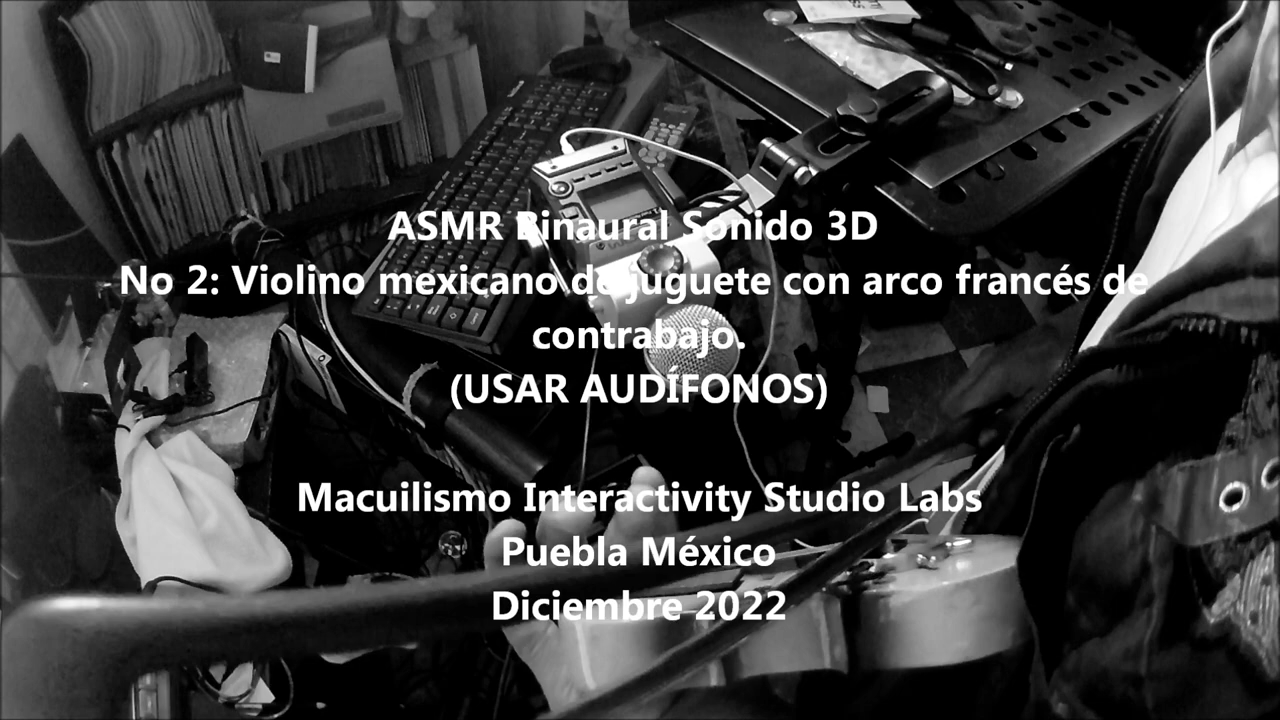 ASMR Binaural Sonido 3D
No 2: Violino mexicano de juguete con arco francés de
contrabajo.
(USAR AUDÍFONOS)
Macuilismo Interactivity Studio Labs
Puebla México
Diciembre 2022